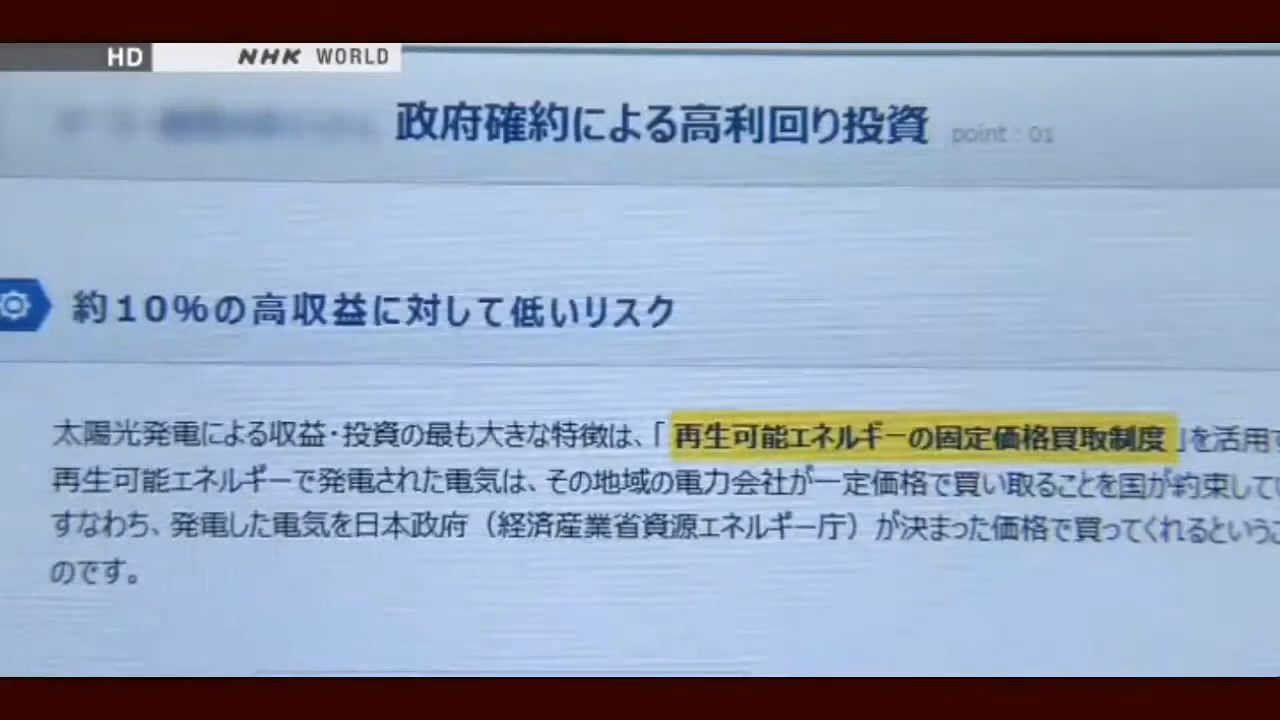 HD NHK WORLD
政府確約による高利回り投資 point : 01
約10%の高収益に対して低いリスク
太陽光発電による収益・投資の最も大きな特徴は、「再生可能エネルギーの固定価格買取制度」を活用
再生可能エネルギーで発電された電気は、その地域の電力会社が一定価格で買い取ることを国が約束して
すなわち、発電した電気を日本政府（経済産業省資源エネルギー庁）が決まった価格で買ってくれるという
のです。